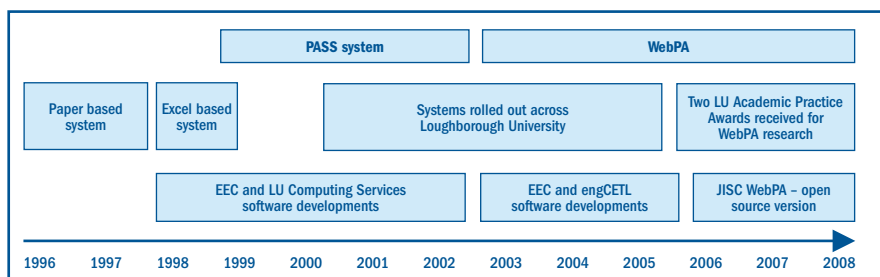 PASS system
WebPA
Paper based
system
Excel based
system
Systems rolled out across
Loughborough University
Two LU Academic Practice
Awards received for
WebPA research
EEC and LU Computing Services
software developments
EEC and engCETL
software developments
JISC WebPA – open
source version
1996 1997 1998 1999 2000 2001 2002 2003 2004 2005 2006 2007 2008